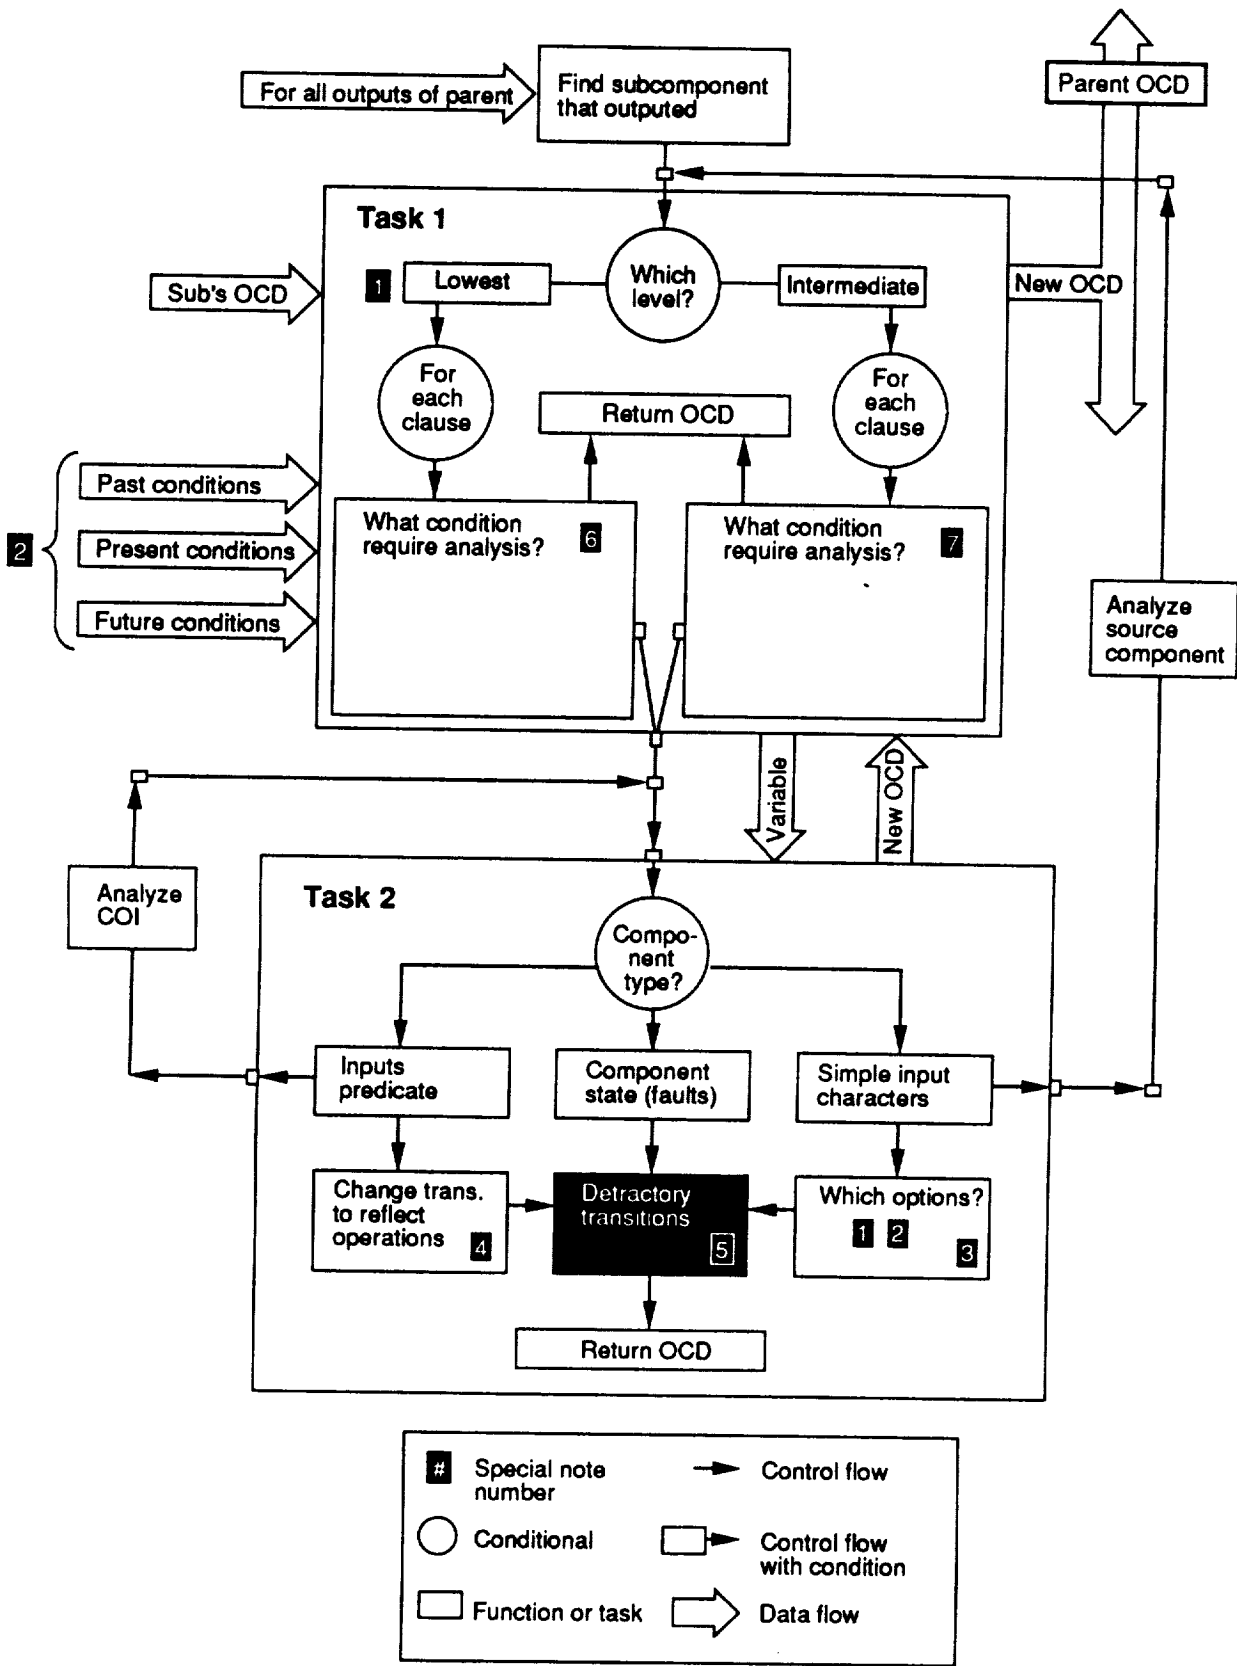 For all outputs of parent
Find subcomponent
that outputed
Parent OCD
Task 1
1
Lowest
Which
level?
Intermediate
Sub's OCD
New OCD
For
each
clause
Return OCD
For
each
clause
2
Past conditions
Present conditions
Future conditions
What condition
require analysis?
6
What condition
require analysis?
7
Analyze
source
component
Variable
New OCD
Analyze
COI
Task 2
Compo-
nent
type?
Inputs
predicate
Component
state (faults)
Simple input
characters
Change trans.
to reflect
operations
4
Detractory
transitions
5
Which options?
1 2
3
Return OCD
# Special note
number
Control flow
Conditional
Control flow
with condition
Function or task
Data flow